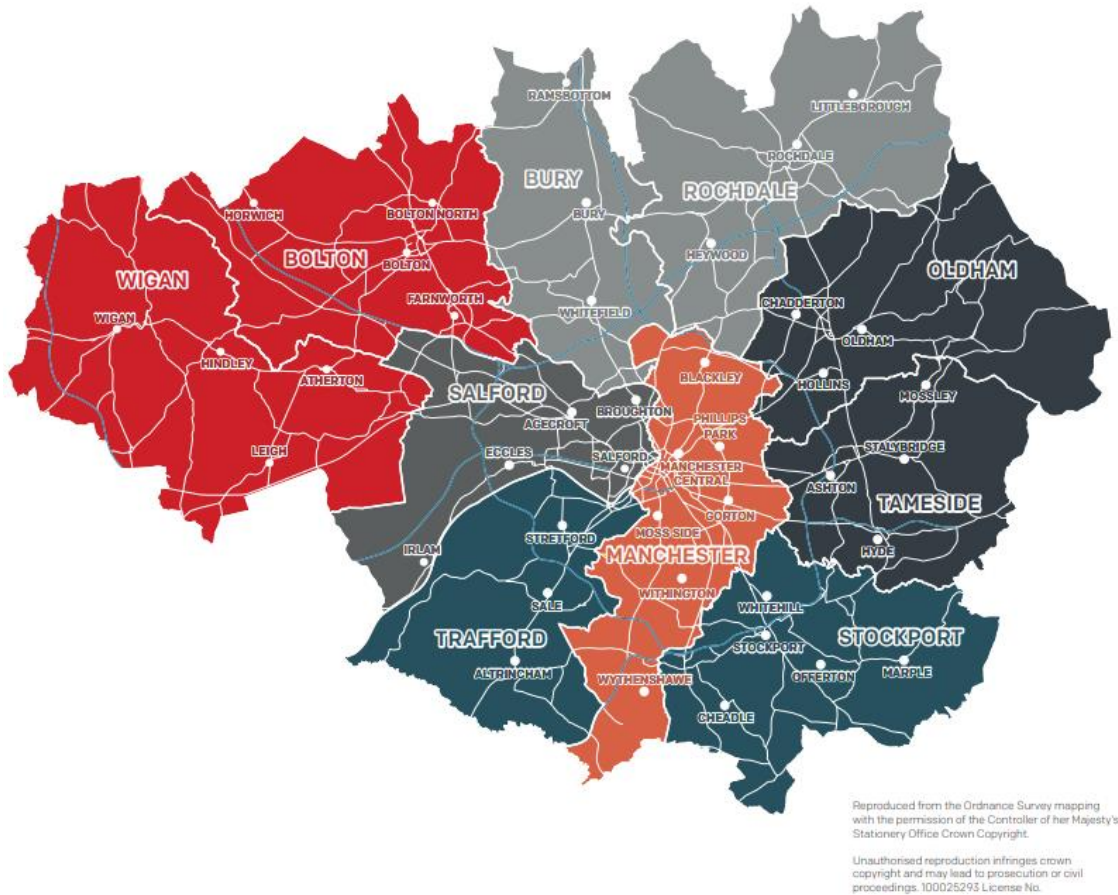 RAMSBOTTOM
LITTLEBOROUGH
ROCHDALE
BURY
ROCHDALE
HORWICH
BOLTON NORTH
BURY
BOLTON
BOLTON
HEYWOOD
OLDHAM
WIGAN
FARNWORTH
CHADDERTON
WIGAN
WHITEFIELD
OLDHAM
HINDLEY
ATHERTON
BLACKLEY
HOLLINS
MOSSLEY
SALFORD
BROUGHTON
AGECROFT
PHILLIPS
PARK
LEIGH
ECCLES
SALFORD
MANCHESTER
CENTRAL
STALYBRIDGE
ASHTON
TAMESIDE
GORTON
STRETFORD
MOSS SIDE
HYDE
IRLAM
MANCHESTER
WITHINGTON
SALE
WHITEHILL
TRAFFORD
STOCKPORT
STOCKPORT
ALTRINCHAM
OFFERTON
MARPLE
WYTHENSHAWE
CHEADLE
Reproduced from the Ordnance Survey mapping
with the permission of the Controller of her Majesty's
Stationery Office Crown Copyright.
Unauthorised reproduction infringes crown
copyright and may lead to prosecution or civil
proceedings. 100025293 License No.